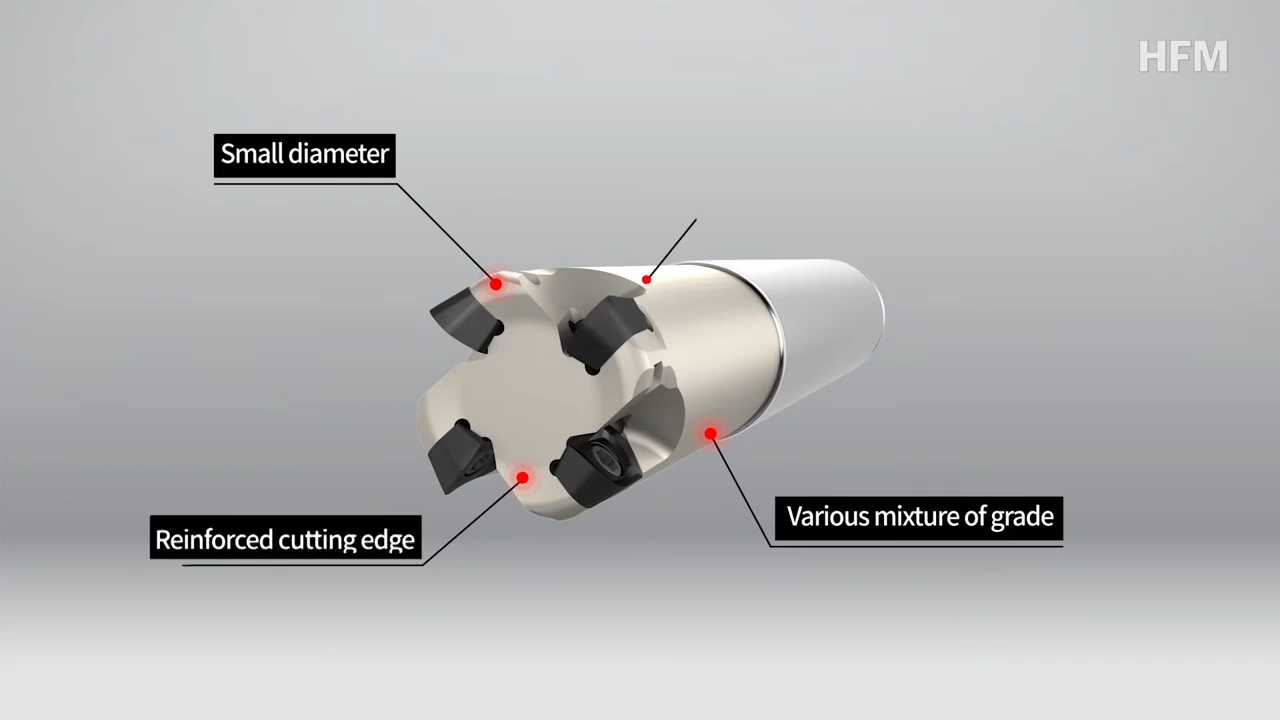 HFM
Small diameter
Various mixture of grade
Reinforced cutting edge